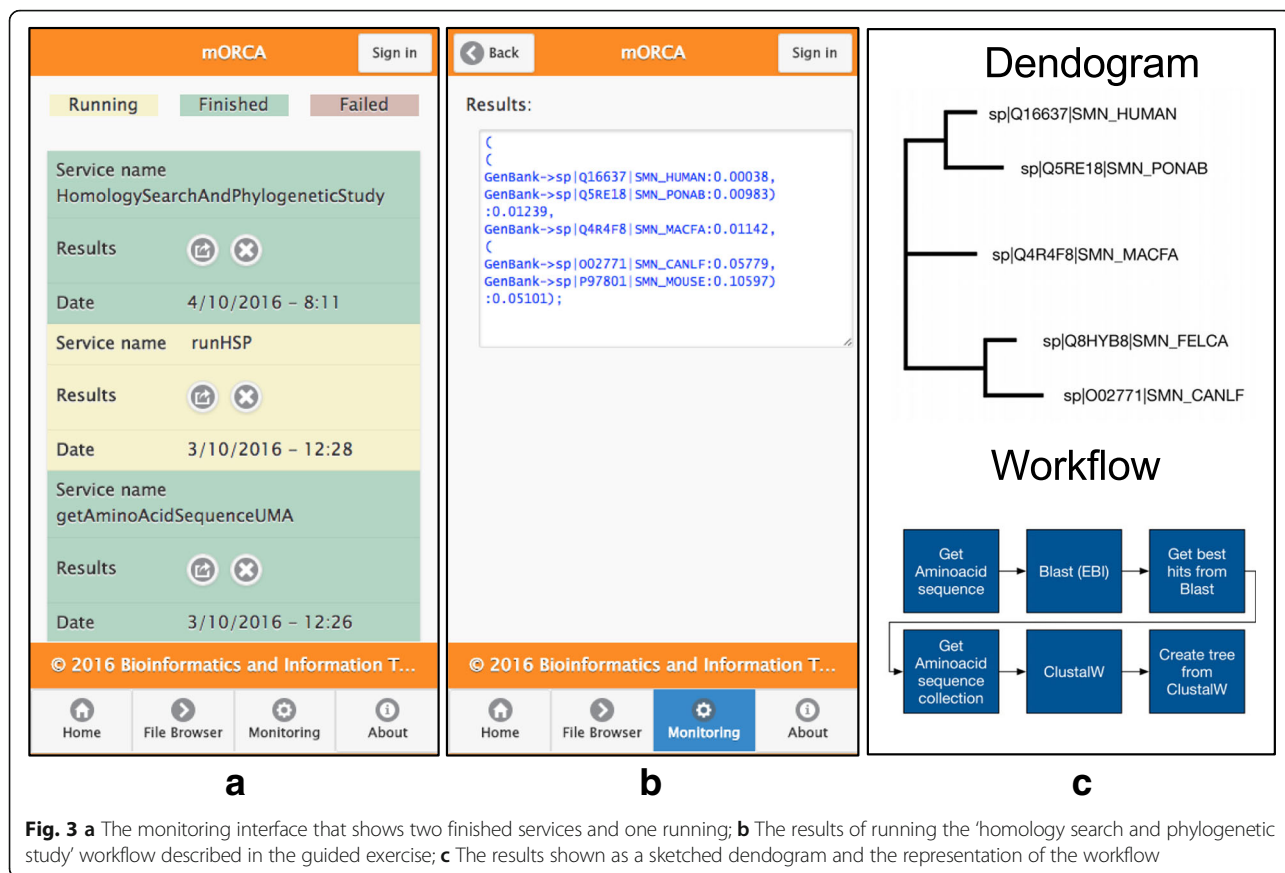 mORCA
Sign in
Running
Finished
Failed
Service name
HomologySearchAndPhylogeneticStudy
Results
Date 4/10/2016 - 8:11
Service name runHSP
Results
Date 3/10/2016 - 12:28
Service name
getAminoAcidSequenceUMA
Results
Date 3/10/2016 - 12:26
© 2016 Bioinformatics and Information T...
Home
File Browser
Monitoring
About
a
Back
mORCA
Sign in
Results:
(
(
GenBank->sp|Q16637|SMN_HUMAN:0.00038,
GenBank->sp|Q5RE18|SMN_PONAB:0.00983)
:0.01239,
GenBank->sp|Q4R4F8|SMN_MACFA:0.01142,
(
GenBank->sp|O02771|SMN_CANLF:0.05779,
GenBank->sp|P97801|SMN_MOUSE:0.10597)
:0.05101);
© 2016 Bioinformatics and Information T...
Home
File Browser
Monitoring
About
b
Dendogram
sp|Q16637|SMN_HUMAN
sp|Q5RE18|SMN_PONAB
sp|Q4R4F8|SMN_MACFA
sp|Q8HYB8|SMN_FELCA
sp|O02771|SMN_CANLF
Workflow
Get
Aminoacid
sequence
Blast (EBI)
Get best
hits from
Blast
Get
Aminoacid
sequence
collection
ClustalW
Create tree
from
ClustalW
c
Fig. 3 a The monitoring interface that shows two finished services and one running; b The results of running the ‘homology search and phylogenetic
study’ workflow described in the guided exercise; c The results shown as a sketched dendogram and the representation of the workflow